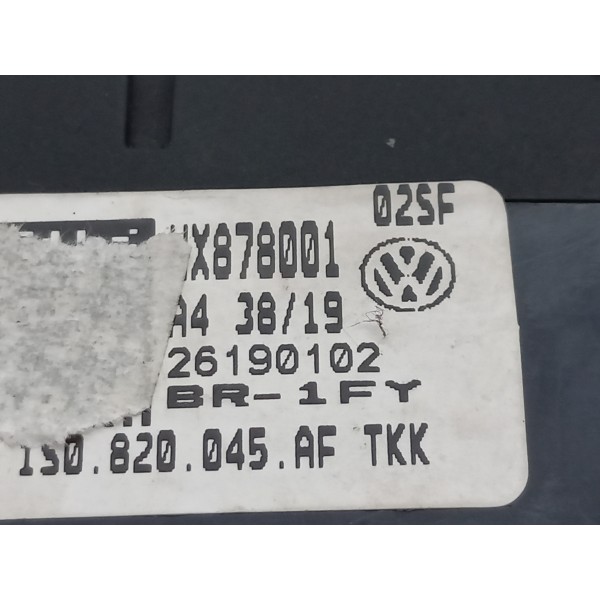 02SF
X878001
A4 38/19
26190102
BR-1FY
1S0.820.045.AF TKK